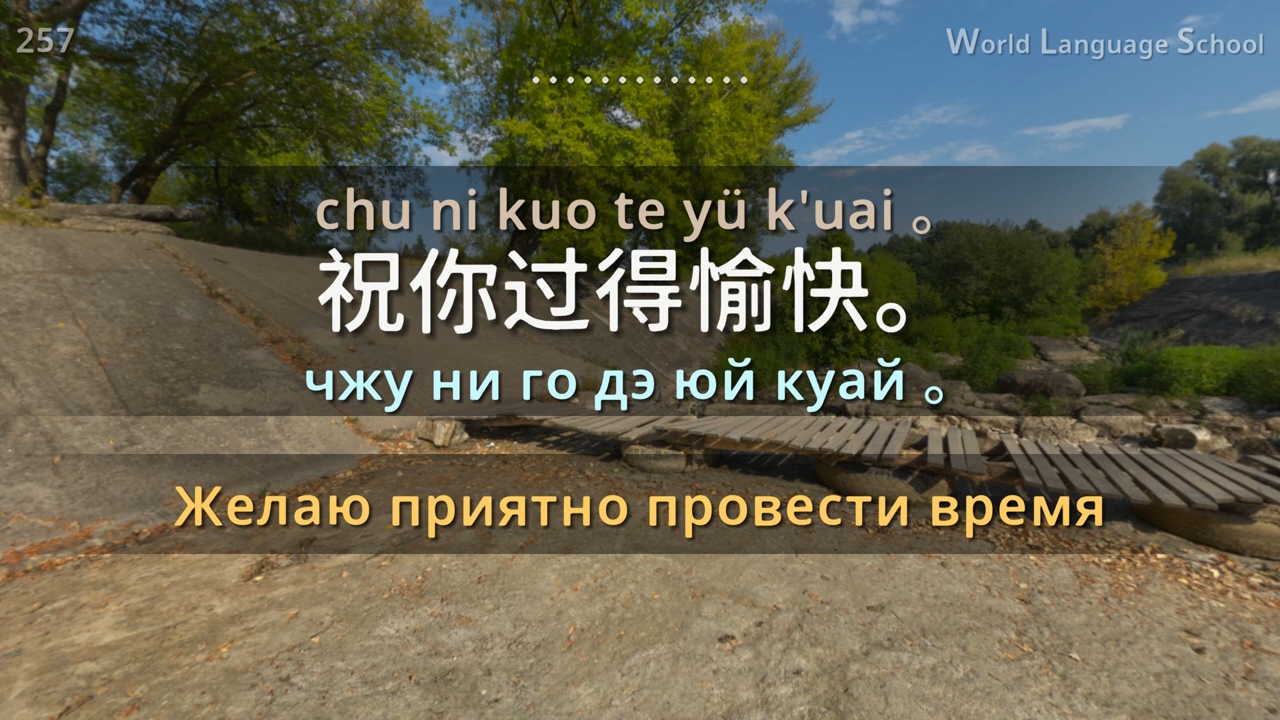 257
World Language School
.............
chu ni kuo te yü k'uai 。
祝你过得愉快。
чжу ни го дэ юй куай 。
Желаю приятно провести время